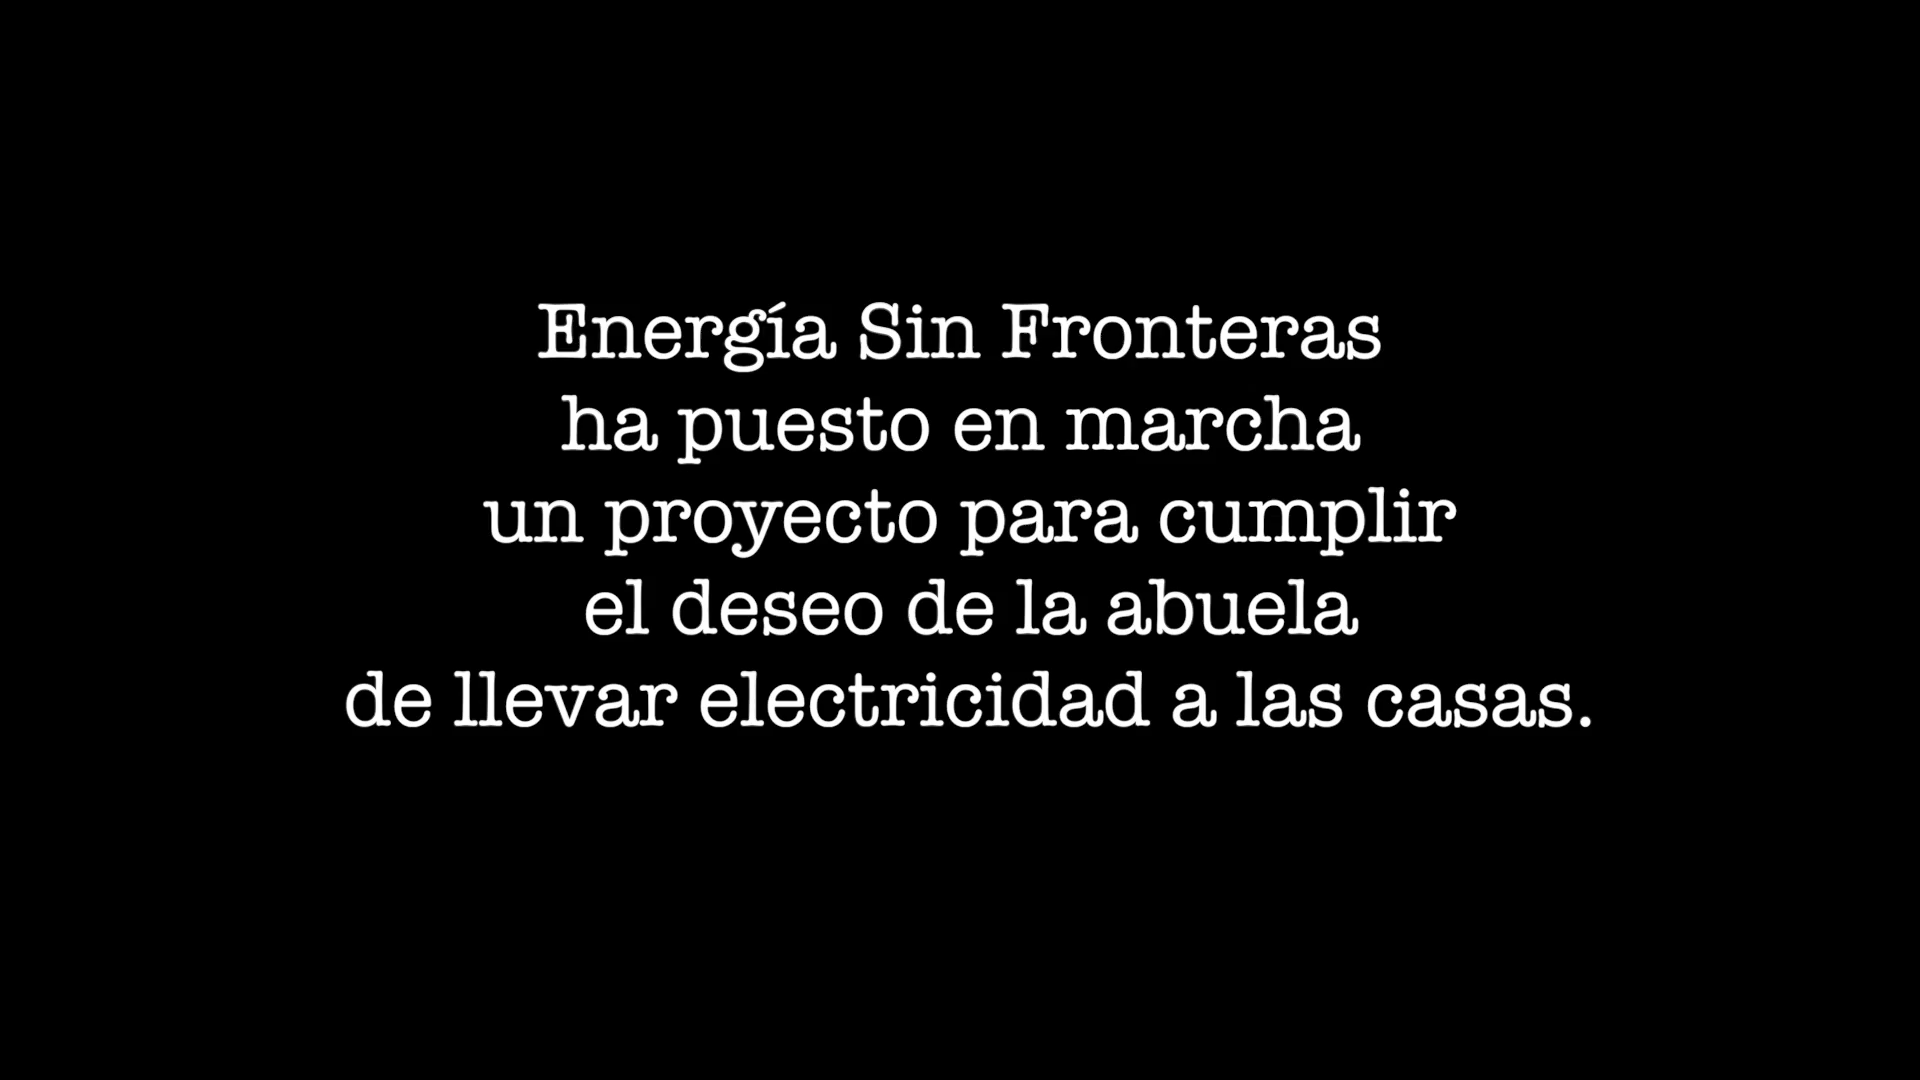 Energía Sin Fronteras
ha puesto en marcha
un proyecto para cumplir
el deseo de la abuela
de llevar electricidad a las casas.